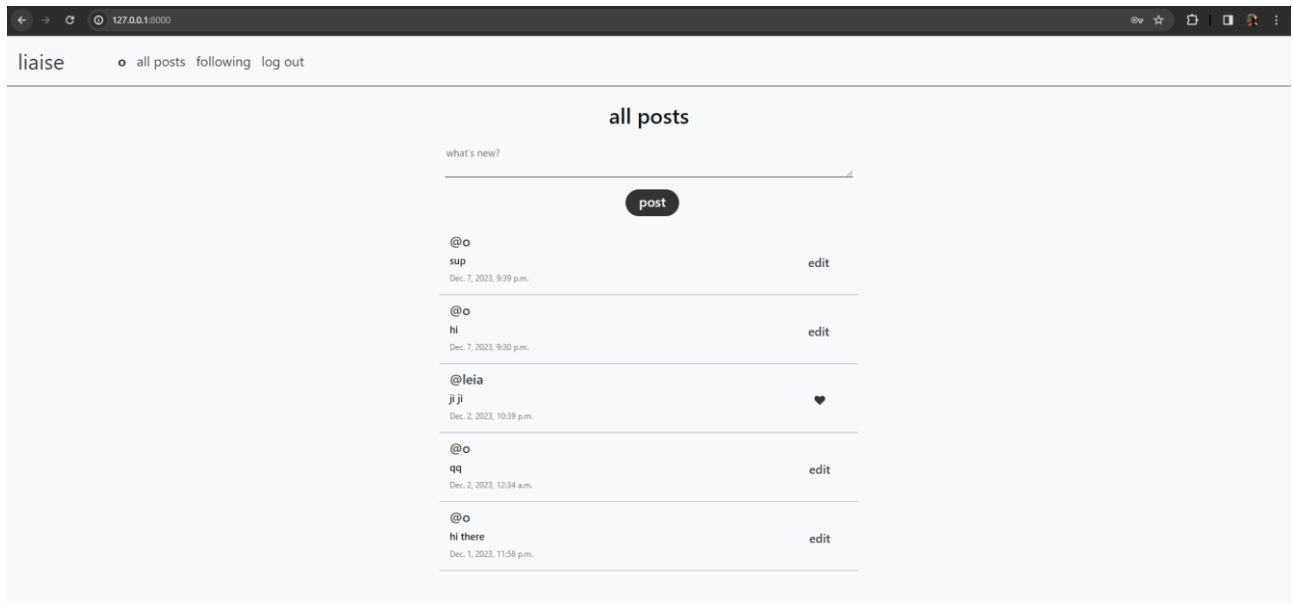 127.0.0.1:8000
liaise o all posts following log out
all posts
what's new?
post
@o
sup
edit
Dec. 7, 2023, 9:39 p.m.
@o
hi
edit
Dec. 7, 2023, 9:30 p.m.
@leia
ji ji
Dec. 2, 2023, 10:39 p.m.
@o
qq
edit
Dec. 2, 2023, 12:34 a.m.
@o
hi there
edit
Dec. 1, 2023, 11:58 p.m.